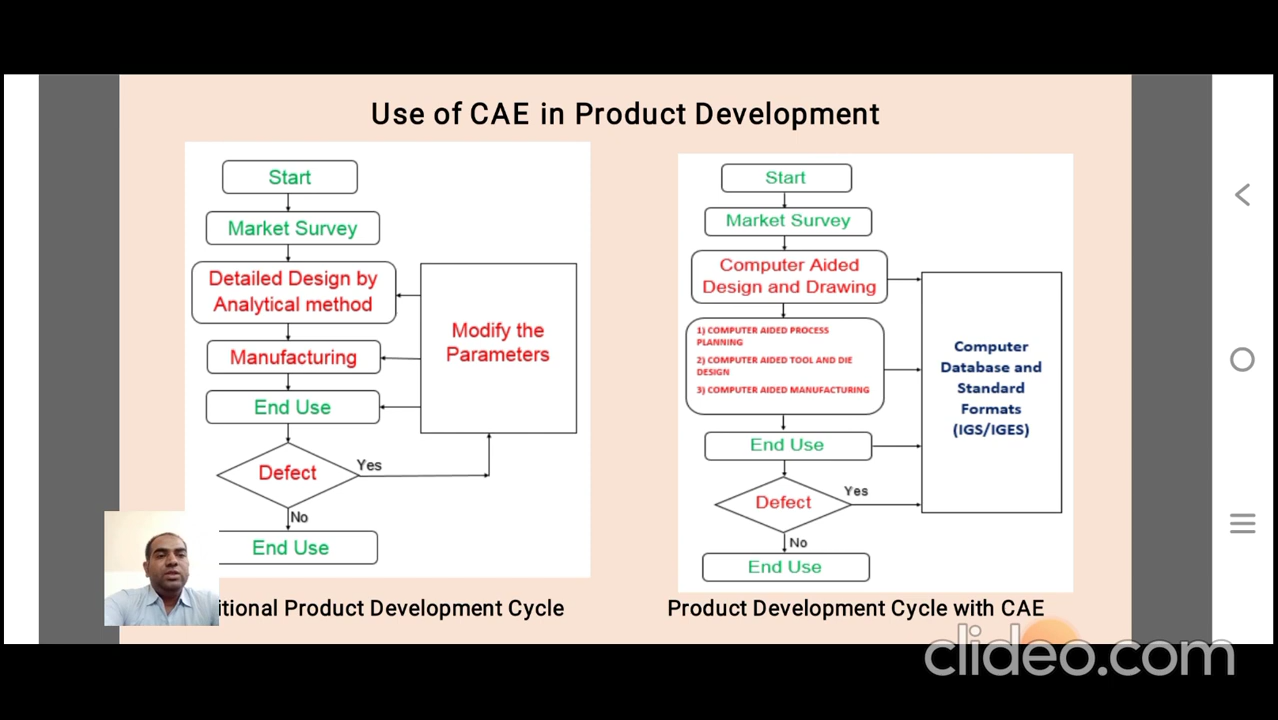 Use of CAE in Product Development
Start
Market Survey
Detailed Design by
Analytical method
Manufacturing
End Use
Defect
Yes
No
End Use
Modify the
Parameters
itional Product Development Cycle
Start
Market Survey
Computer Aided
Design and Drawing
1) COMPUTER AIDED PROCESS
PLANNING
2) COMPUTER AIDED TOOL AND DIE
DESIGN
3) COMPUTER AIDED MANUFACTURING
End Use
Defect
Yes
No
End Use
Computer
Database and
Standard
Formats
(IGS/IGES)
Product Development Cycle with CAE
clideo.com